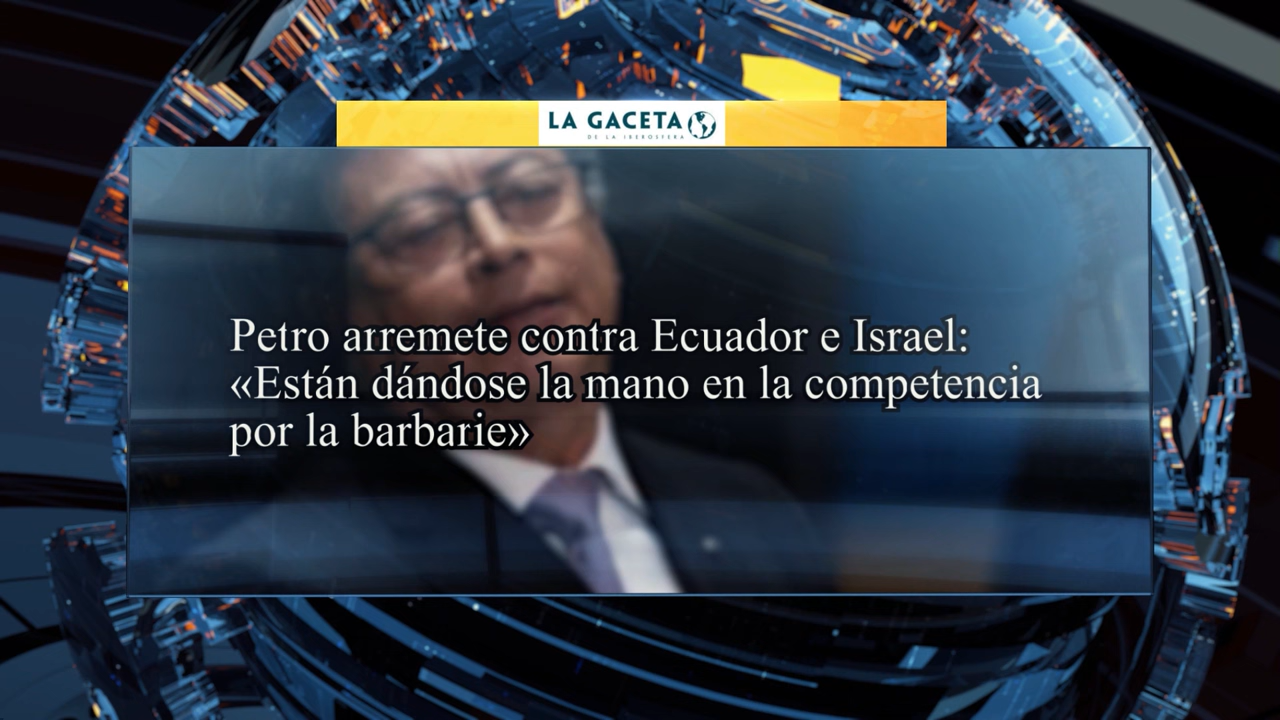 LA GACETA
DE LA IBEROSFERA
Petro arremete contra Ecuador e Israel:
«Están dándose la mano en la competencia
por la barbarie»